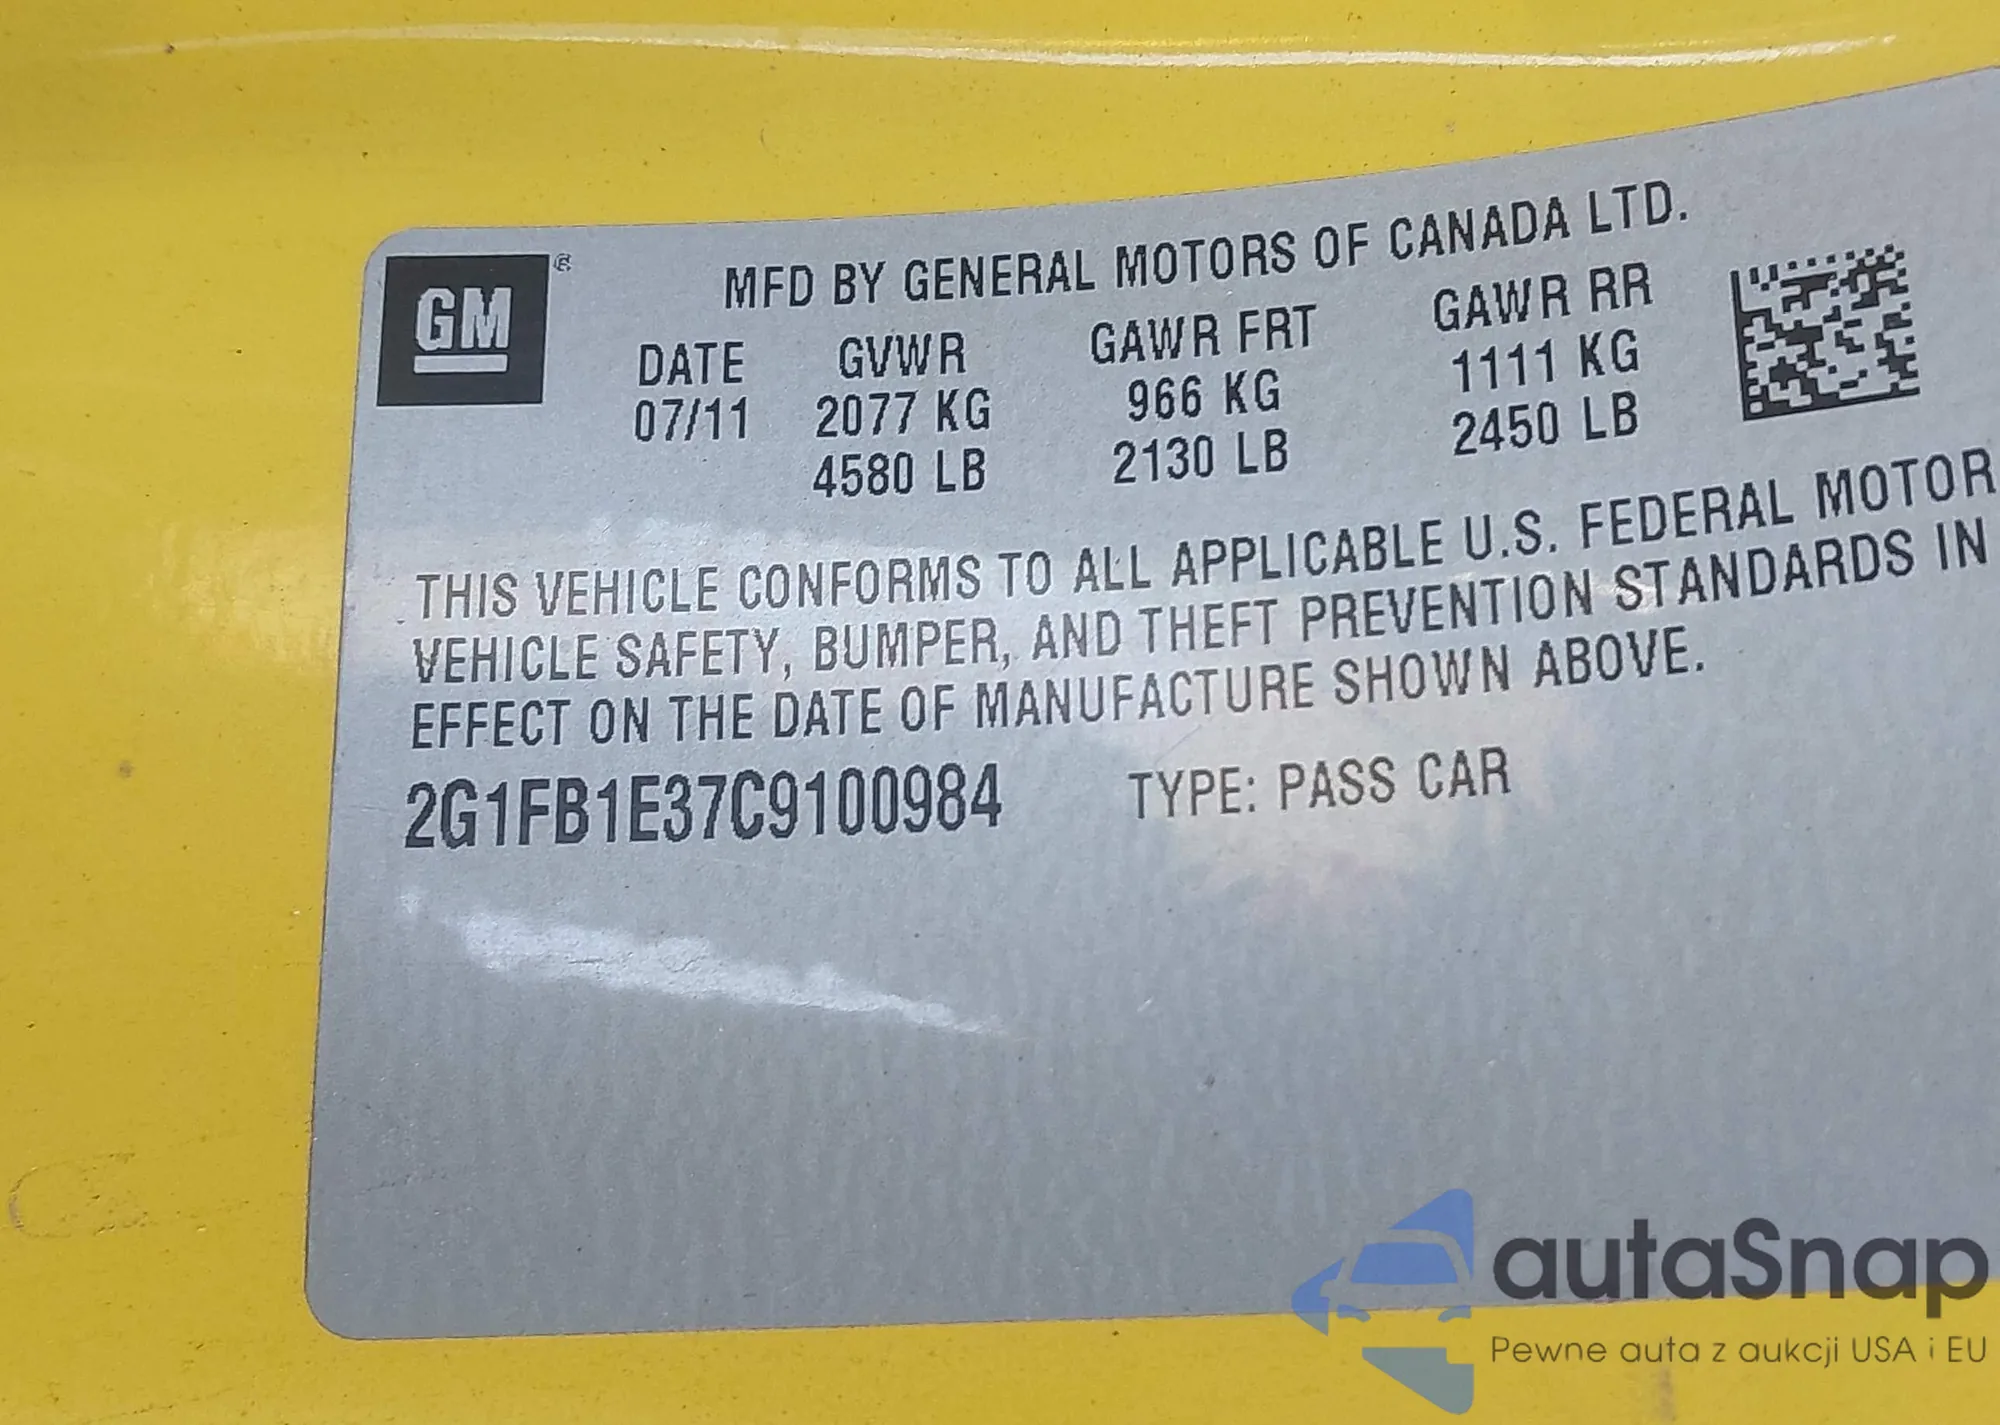 GM®
MFD BY GENERAL MOTORS OF CANADA LTD.
DATE GVWR GAWR FRT GAWR RR
07/11 2077 KG 966 KG 1111 KG
4580 LB 2130 LB 2450 LB
THIS VEHICLE CONFORMS TO ALL APPLICABLE U.S. FEDERAL MOTOR
VEHICLE SAFETY, BUMPER, AND THEFT PREVENTION STANDARDS IN
EFFECT ON THE DATE OF MANUFACTURE SHOWN ABOVE.
2G1FB1E37C9100984 TYPE: PASS CAR
autaSnap
Pewne auta z aukcji USA i EU